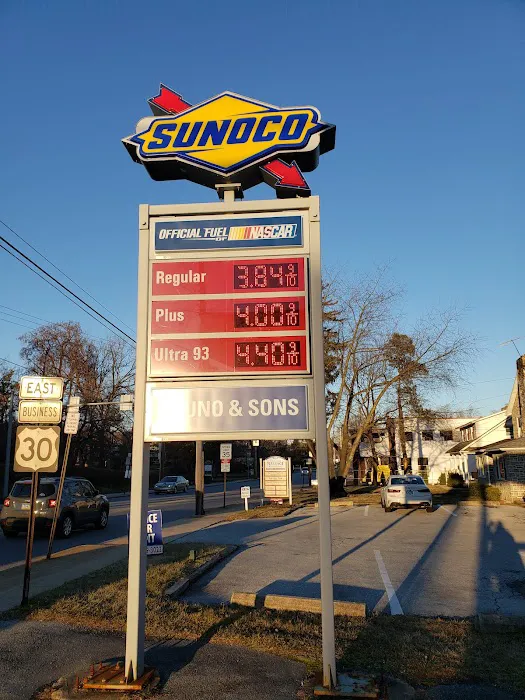 SUNOCO
OFFICIAL FUEL
OF
NASCAR
Regular 3.84 9/10
Plus 4.00 9/10
Ultra 93 4.40 9/10
UNO & SONS
EAST
BUSINESS
30